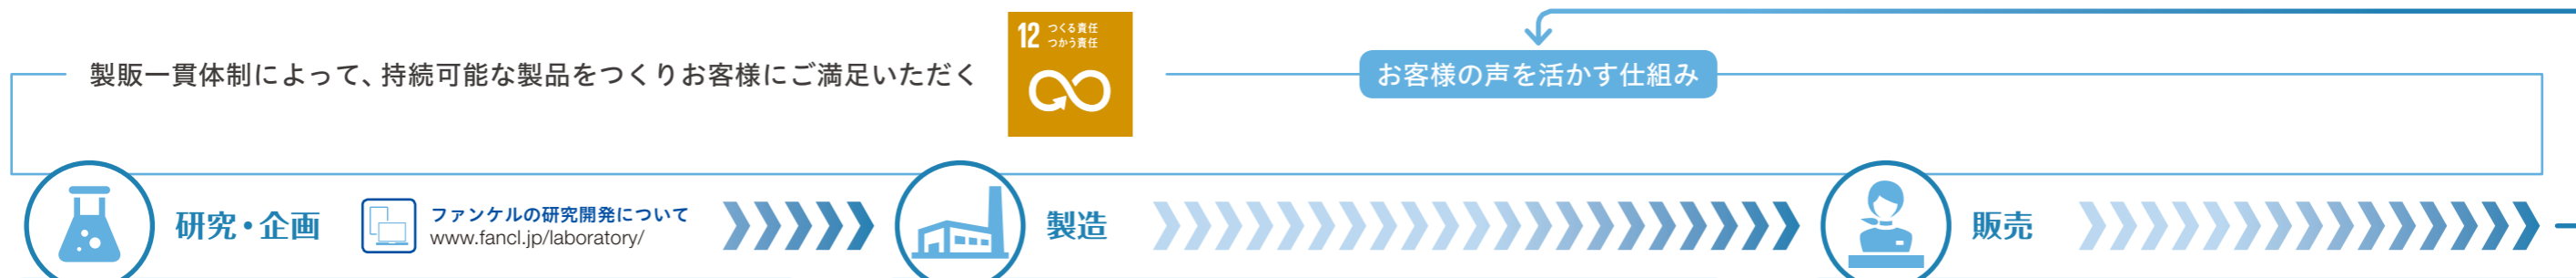 12 つくる責任
つかう責任
製販一貫体制によって、持続可能な製品をつくりお客様にご満足いただく
お客様の声を活かす仕組み
研究・企画
ファンケルの研究開発について
www.fancl.jp/laboratory/
製造
販売